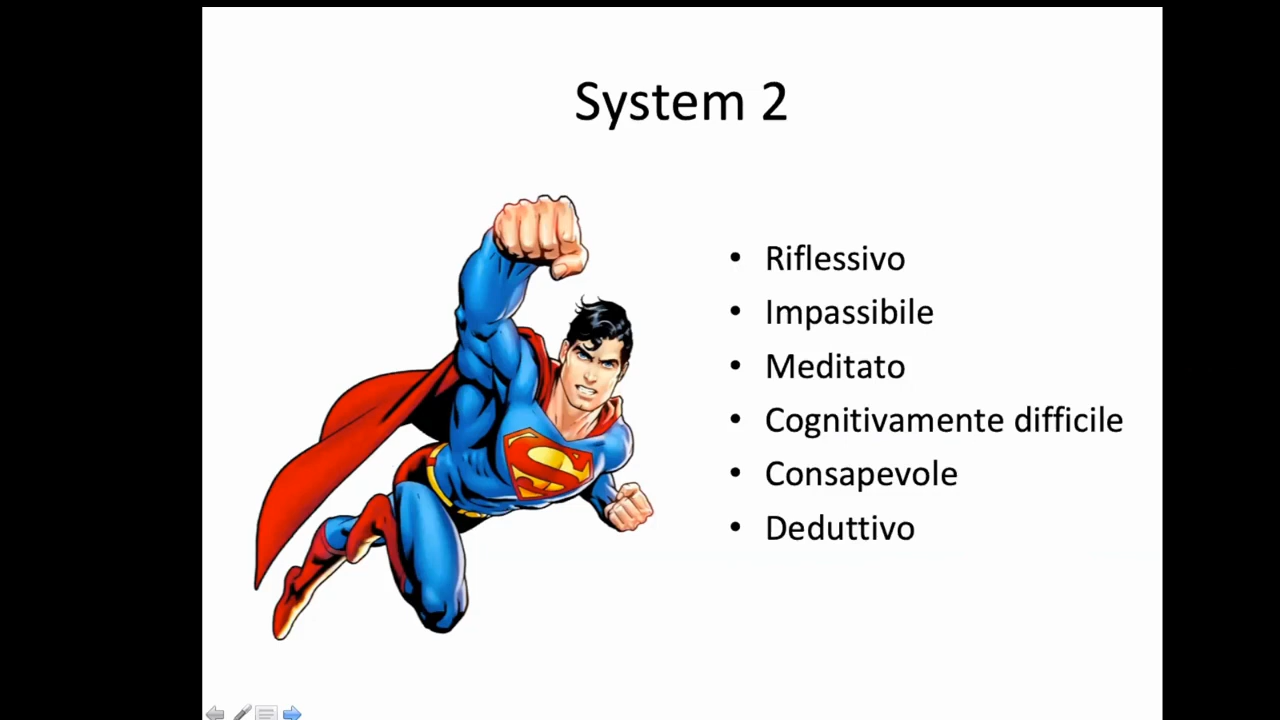 System 2
• Riflessivo
• Impassibile
• Meditato
• Cognitivamente difficile
• Consapevole
• Deduttivo
S